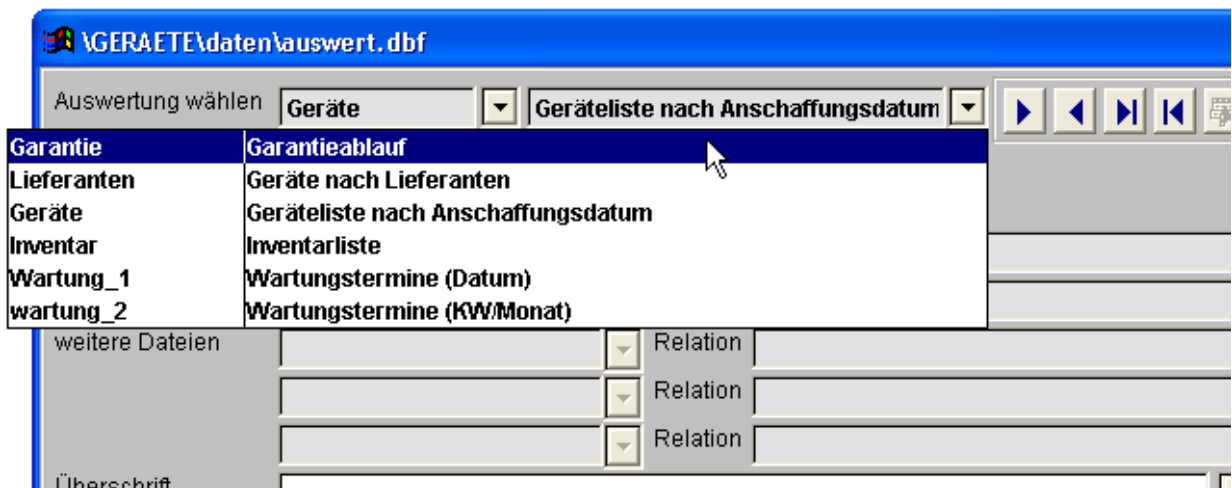 \GERAETE\daten\auswert.dbf
Auswertung wählen Geräte Geräteliste nach Anschaffungsdatum
Garantie Garantieablauf
Lieferanten Geräte nach Lieferanten
Geräte Geräteliste nach Anschaffungsdatum
Inventar Inventarliste
Wartung_1 Wartungstermine (Datum)
wartung_2 Wartungstermine (KW/Monat)
weitere Dateien Relation
Relation
Relation
Überschrift